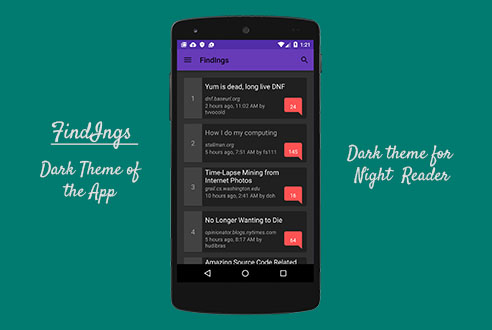 FindIngs
Dark Theme of
the App
1:21
Findings
1
Yum is dead, long live DNF
dnf.baseurl.org
2 hours ago, 11:02 AM by
tvvocold
24
2
How I do my computing
stallman.org
5 hours ago, 7:51 AM by fs111
145
3
Time-Lapse Mining from
Internet Photos
grail.cs.washington.edu
10 hours ago, 2:41 AM by doh
16
4
No Longer Wanting to Die
opinionator.blogs.nytimes.com
5 hours ago, 8:17 AM by
hudibras
64
Amazing Source Code Related
Dark theme for
Night Reader